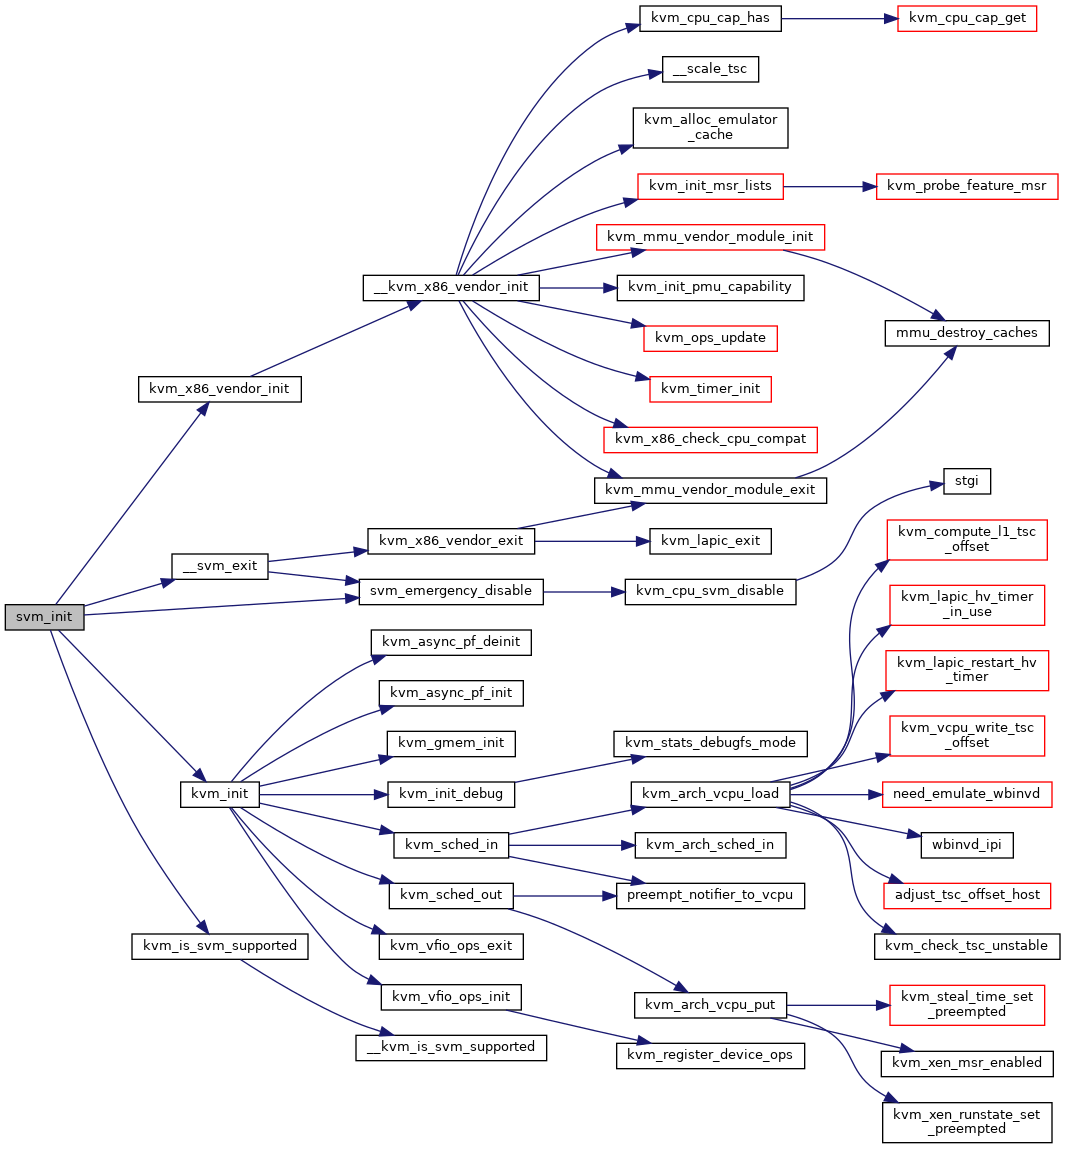 kvm_cpu_cap_has
kvm_cpu_cap_get
__scale_tsc
kvm_alloc_emulator
_cache
kvm_init_msr_lists
kvm_probe_feature_msr
kvm_mmu_vendor_module_init
__kvm_x86_vendor_init
kvm_init_pmu_capability
kvm_ops_update
mmu_destroy_caches
kvm_x86_vendor_init
kvm_timer_init
kvm_x86_check_cpu_compat
kvm_mmu_vendor_module_exit
stgi
kvm_x86_vendor_exit
kvm_lapic_exit
kvm_compute_l1_tsc
_offset
__svm_exit
svm_emergency_disable
kvm_cpu_svm_disable
kvm_lapic_hv_timer
_in_use
svm_init
kvm_async_pf_deinit
kvm_lapic_restart_hv
_timer
kvm_async_pf_init
kvm_gmem_init
kvm_stats_debugfs_mode
kvm_vcpu_write_tsc
_offset
kvm_init
kvm_init_debug
kvm_arch_vcpu_load
need_emulate_wbinvd
kvm_sched_in
kvm_arch_sched_in
wbinvd_ipi
kvm_sched_out
preempt_notifier_to_vcpu
adjust_tsc_offset_host
kvm_is_svm_supported
kvm_vfio_ops_exit
kvm_check_tsc_unstable
kvm_vfio_ops_init
kvm_arch_vcpu_put
kvm_steal_time_set
_preempted
__kvm_is_svm_supported
kvm_register_device_ops
kvm_xen_msr_enabled
kvm_xen_runstate_set
_preempted